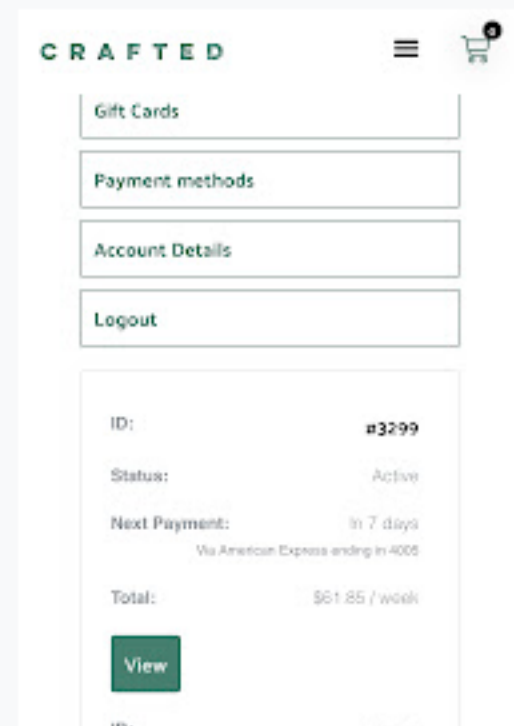 CRAFTED
0
Gift Cards
Payment methods
Account Details
Logout
ID: #3299
Status: Active
Next Payment: In 7 days
Via American Express ending in 4005
Total: $61.85 / week
View
ID: